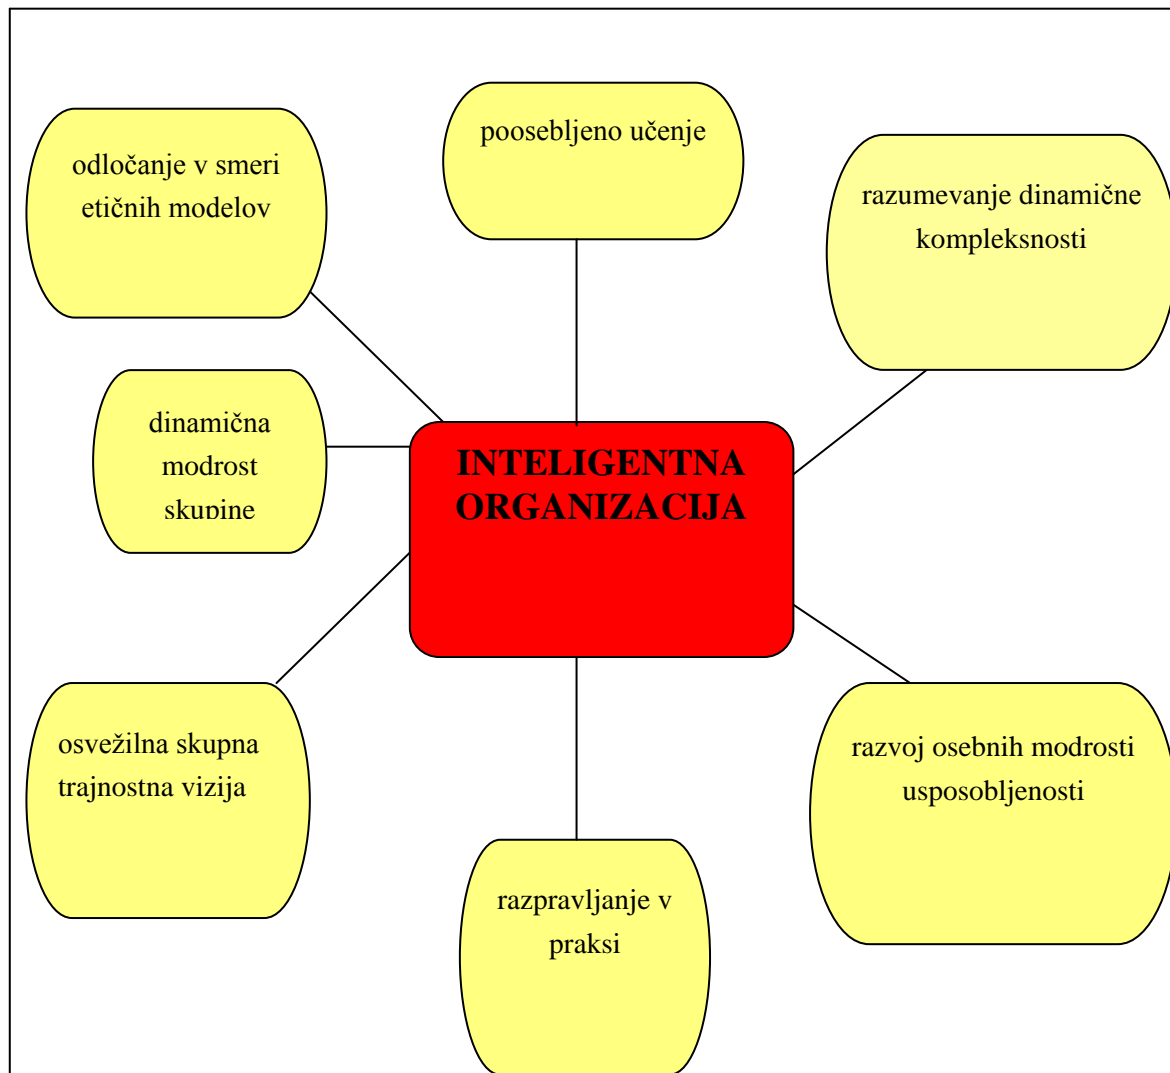 poosebljeno učenje
odločanje v smeri
etičnih modelov
razumevanje dinamične
kompleksnosti
dinamična
modrost
skupine
INTELIGENTNA
ORGANIZACIJA
osvežilna skupna
trajnostna vizija
razvoj osebnih modrosti
usposobljenosti
razpravljanje v
praksi